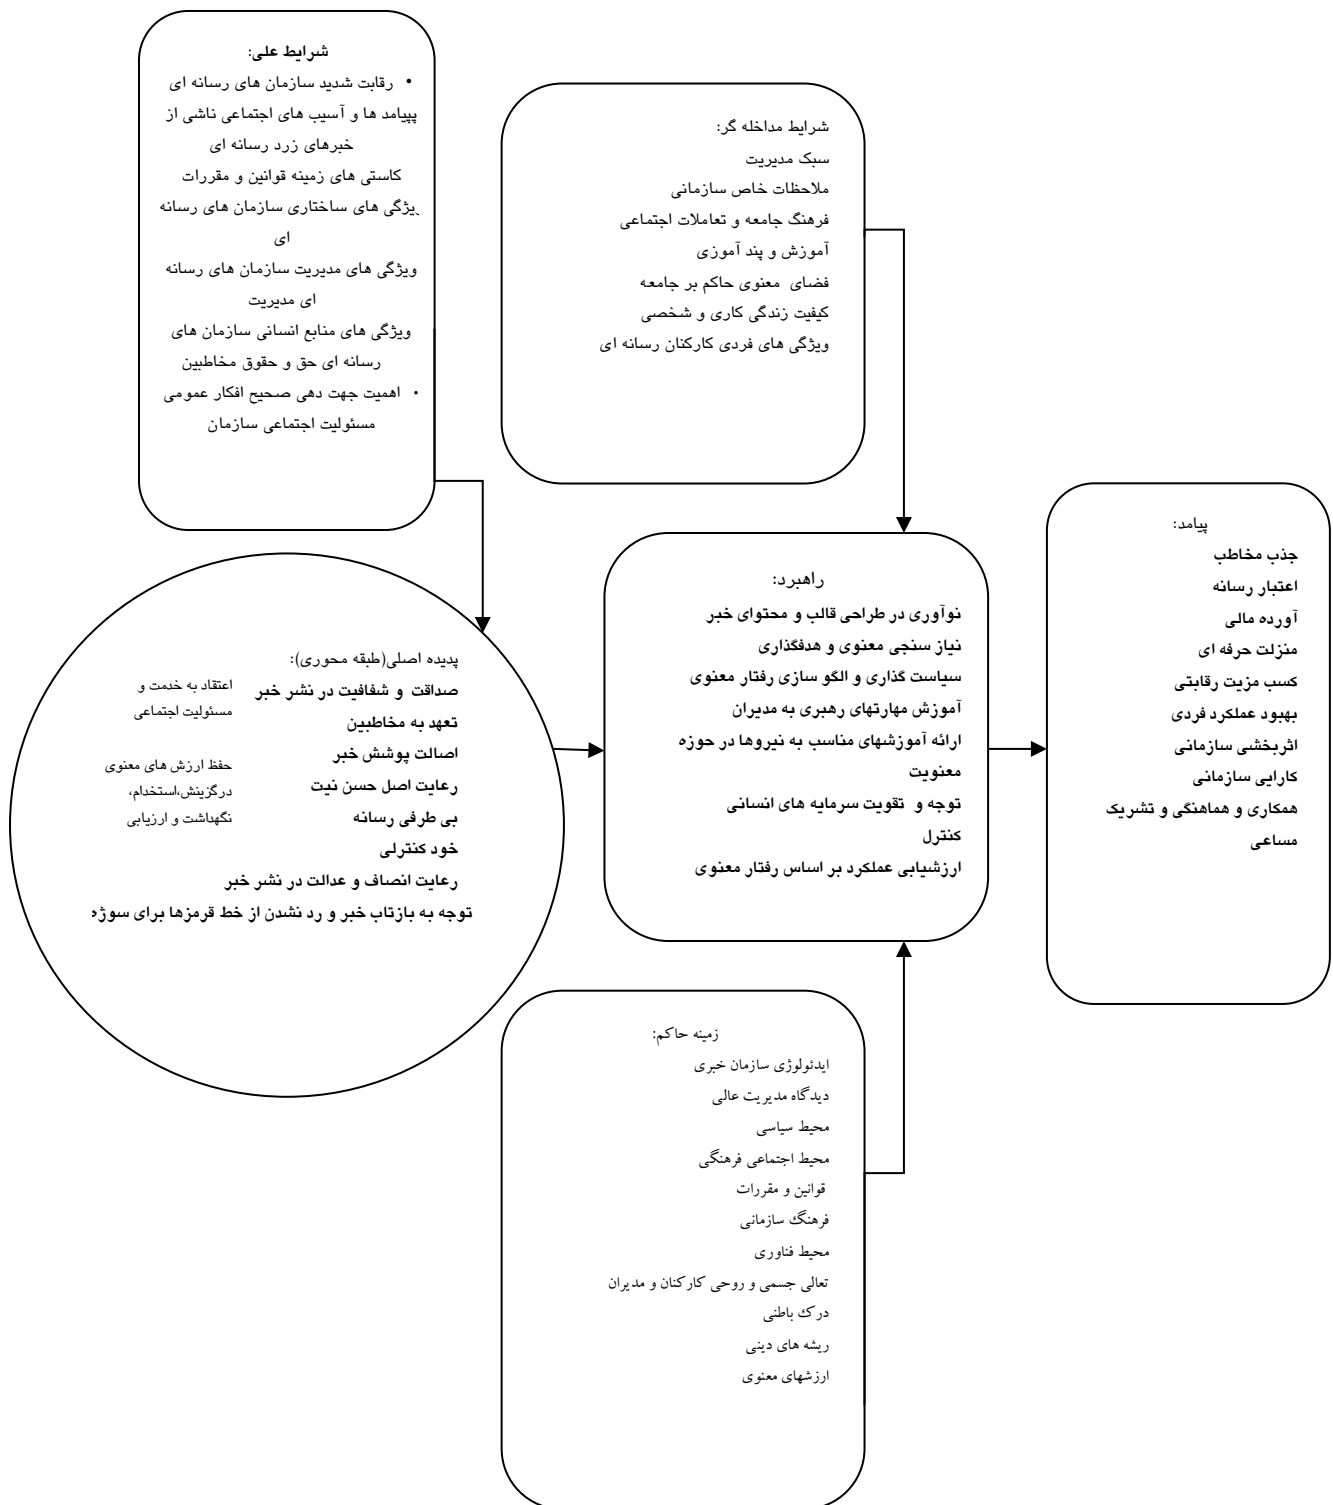 شرایط علی:
• رقابت شدید سازمان های رسانه ای
پیامد ها و آسیب های اجتماعی ناشی از
خبرهای زرد رسانه ای
کاستی های زمینه قوانین و مقررات
ویژگی های ساختاری سازمان های رسانه
ای
ویژگی های مدیریت سازمان های رسانه
ای مدیریت
ویژگی های منابع انسانی سازمان های
رسانه ای حق و حقوق مخاطبین
• اهمیت جهت دهی صحیح افکار عمومی
مسئولیت اجتماعی سازمان
شرایط مداخله گر:
سبک مدیریت
ملاحظات خاص سازمانی
فرهنگ جامعه و تعاملات اجتماعی
آموزش و پند آموزی
فضای معنوی حاکم بر جامعه
کیفیت زندگی کاری و شخصی
ویژگی های فردی کارکنان رسانه ای
پدیده اصلی(طبقه محوری):
صداقت و شفافیت در نشر خبر
تعهد به مخاطبین
اصالت پوشش خبر
رعایت اصل حسن نیت
بی طرفی رسانه
خود کنترلی
رعایت انصاف و عدالت در نشر خبر
توجه به بازتاب خبر و رد نشدن از خط قرمزها برای سوژه
اعتقاد به خدمت و
مسئولیت اجتماعی
حفظ ارزش های معنوی
درگزینش،استخدام،
نگهداشت و ارزیابی
راهبرد:
نوآوری در طراحی قالب و محتوای خبر
نیاز سنجی معنوی و هدفگذاری
سیاست گذاری و الگو سازی رفتار معنوی
آموزش مهارتهای رهبری به مدیران
ارائه آموزشهای مناسب به نیروها در حوزه
معنویت
توجه و تقویت سرمایه های انسانی
کنترل
ارزشیابی عملکرد بر اساس رفتار معنوی
پیامد:
جذب مخاطب
اعتبار رسانه
آورده مالی
منزلت حرفه ای
کسب مزیت رقابتی
بهبود عملکرد فردی
اثربخشی سازمانی
کارایی سازمانی
همکاری و هماهنگی و تشریک
مساعی
زمینه حاکم:
ایدئولوژی سازمان خبری
دیدگاه مدیریت عالی
محیط سیاسی
محیط اجتماعی فرهنگی
قوانین و مقررات
فرهنگ سازمانی
محیط فناوری
تعالی جسمی و روحی کارکنان و مدیران
درک باطنی
ریشه های دینی
ارزشهای معنوی